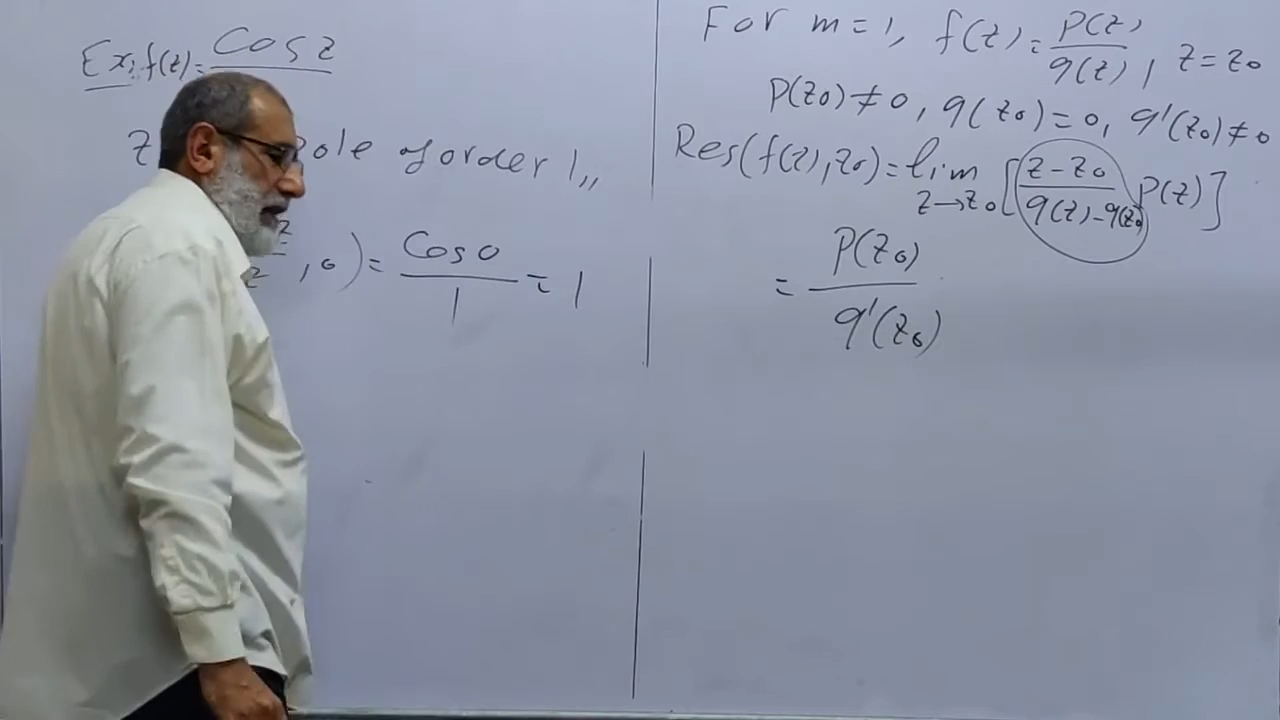 Ex: f(z) = Cos z
z ole of order 1,,
z/z , 0) = Cos 0 / 1 = 1
For m = 1, f(z) = P(z) / q(z), z = z₀
P(z₀) ≠ 0, q(z₀) = 0, q'(z₀) ≠ 0
Res(f(z), z₀) = lim z→z₀ [ (z - z₀) / (q(z) - q(z₀)) P(z) ]
= P(z₀) / q'(z₀)